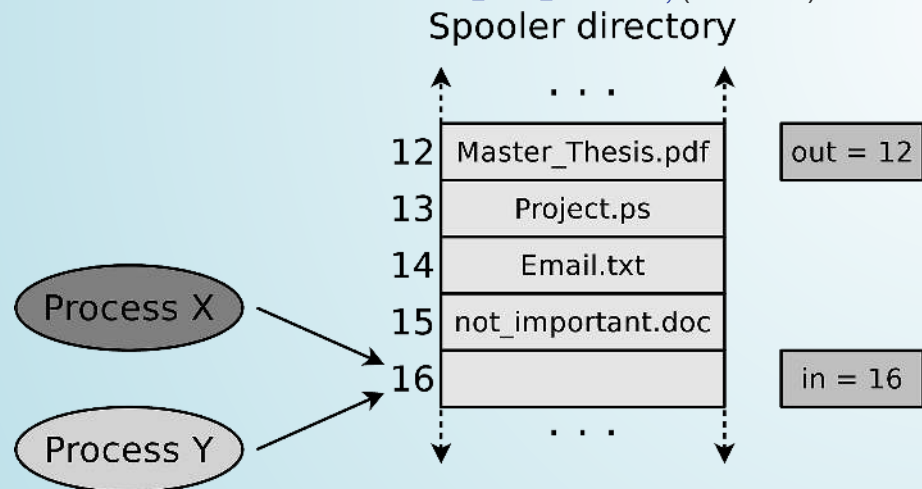 Spooler directory
. . .
12 Master_Thesis.pdf out = 12
13 Project.ps
14 Email.txt
Process X
15 not_important.doc
16 in = 16
Process Y
. . .